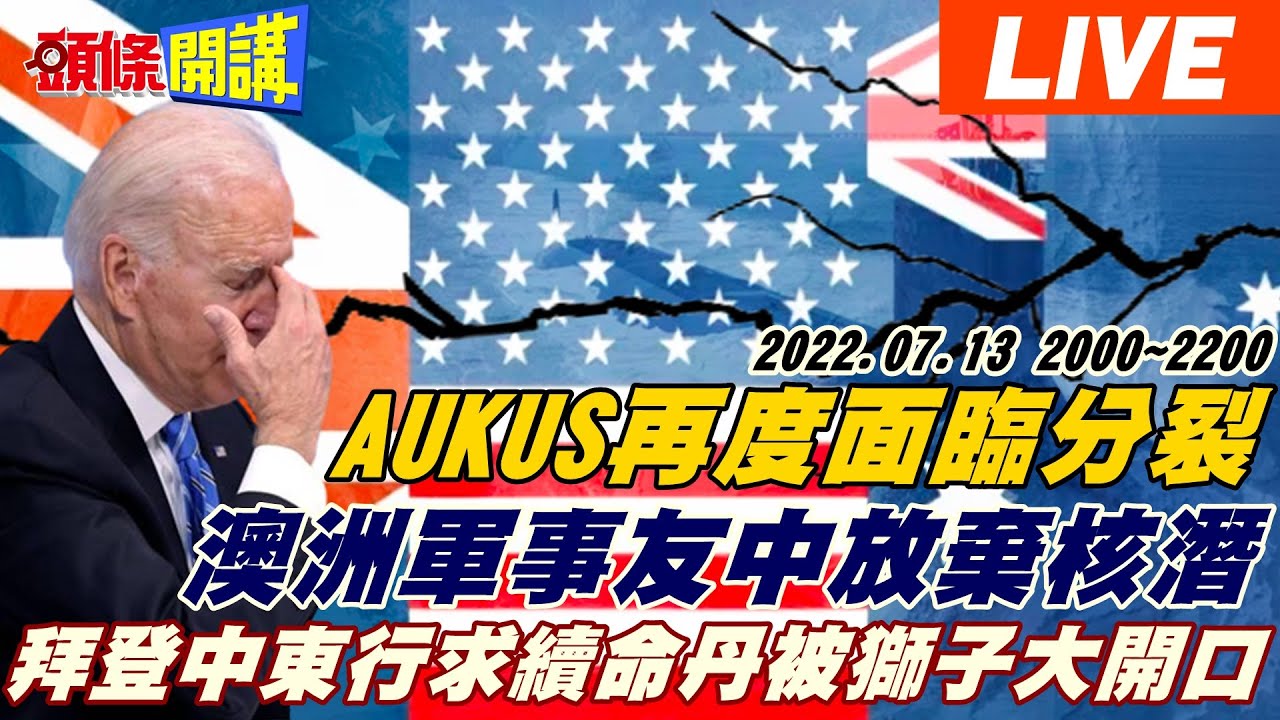 頭條開講
LIVE
2022.07.13 2000~2200
AUKUS再度面臨分裂
澳洲軍事友中放棄核潛
拜登中東行求續命丹被獅子大開口